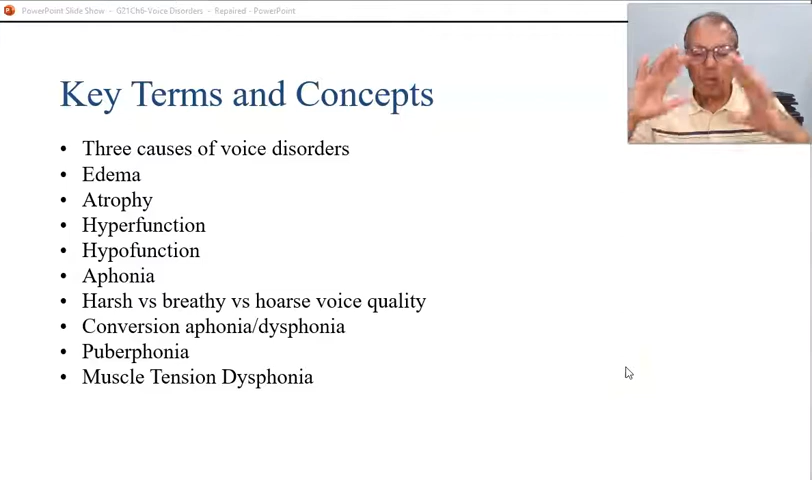 PowerPoint Slide Show - GZ1Ch6-Voice Disorders - Repaired - PowerPoint
Key Terms and Concepts
• Three causes of voice disorders
• Edema
• Atrophy
• Hyperfunction
• Hypofunction
• Aphonia
• Harsh vs breathy vs hoarse voice quality
• Conversion aphonia/dysphonia
• Puberphonia
• Muscle Tension Dysphonia